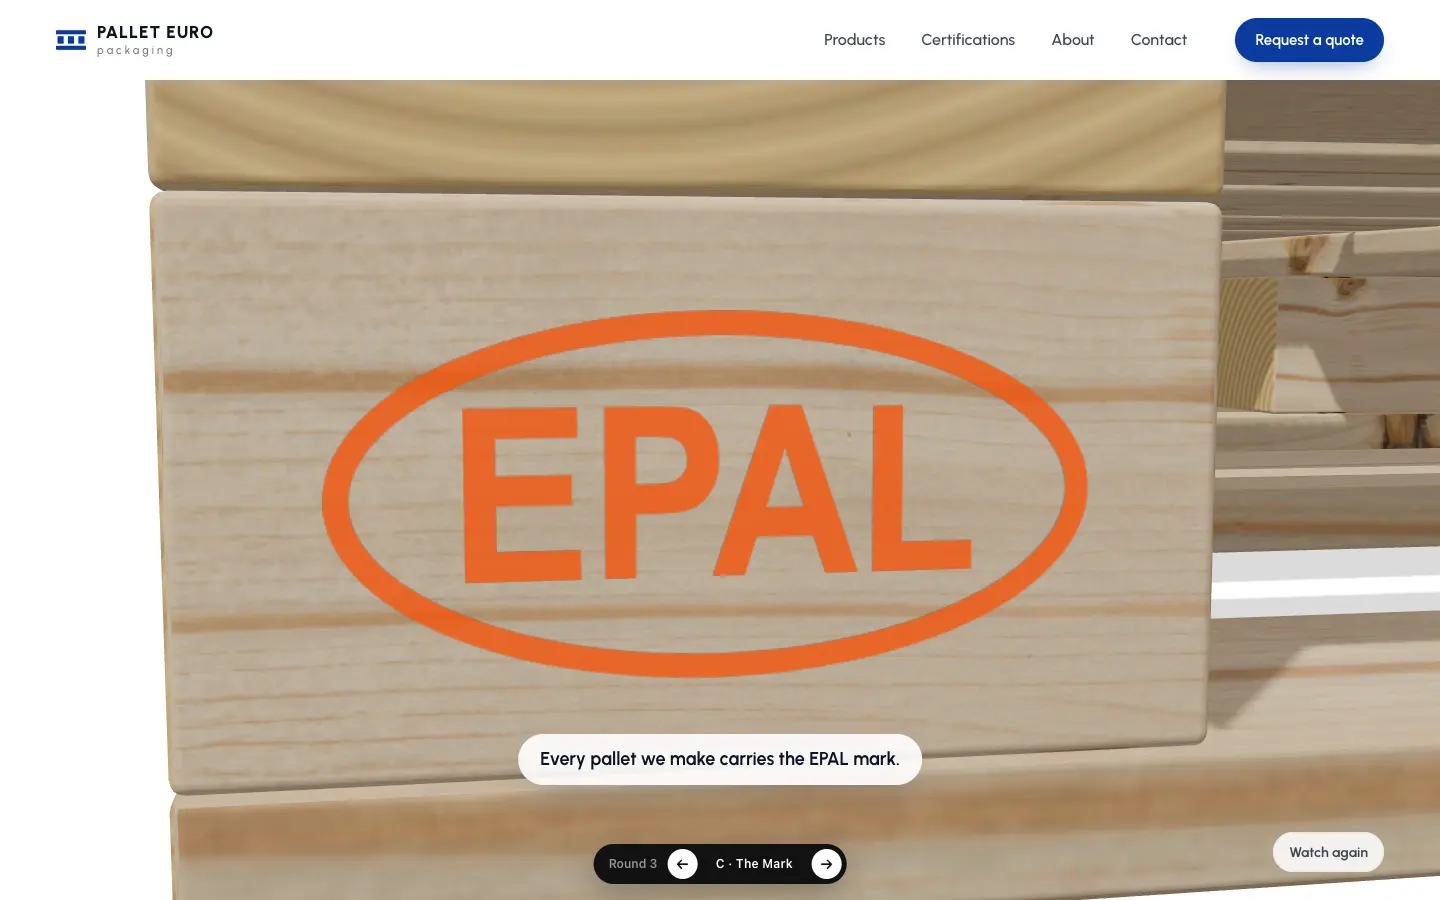 PALLET EURO
packaging
Products
Certifications
About
Contact
Request a quote
EPAL
Every pallet we make carries the EPAL mark.
Round 3
C · The Mark
Watch again